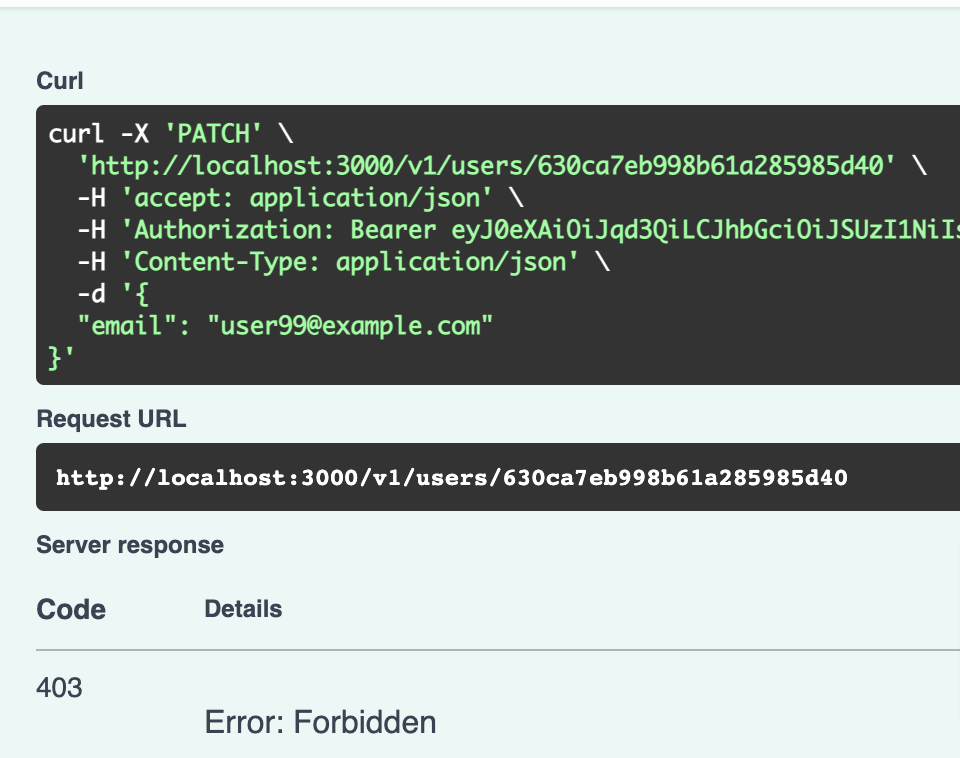 Curl
curl -X 'PATCH' \
'http://localhost:3000/v1/users/630ca7eb998b61a285985d40' \
-H 'accept: application/json' \
-H 'Authorization: Bearer eyJ0eXAiOiJqd3QiLCJhbGciOiJSUzI1NiIs
-H 'Content-Type: application/json' \
-d '{
"email": "user99@example.com"
}'
Request URL
http://localhost:3000/v1/users/630ca7eb998b61a285985d40
Server response
Code Details
403
Error: Forbidden